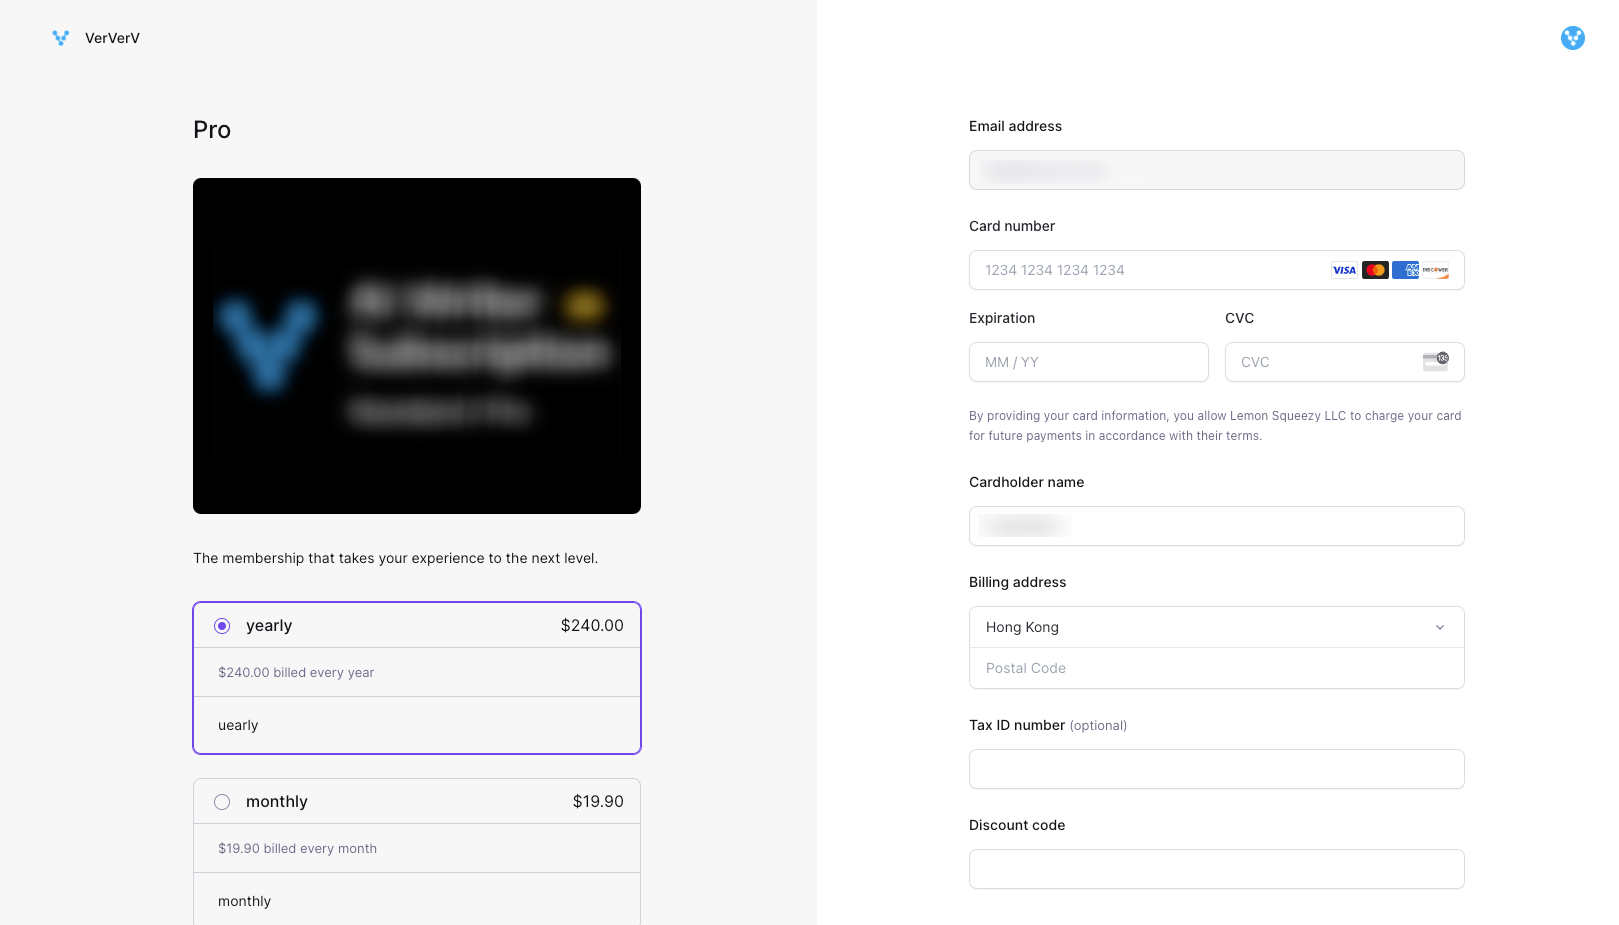 VerVerV
Pro
The membership that takes your experience to the next level.
yearly
$240.00
$240.00 billed every year
uearly
monthly
$19.90
$19.90 billed every month
monthly
Email address
Card number
1234 1234 1234 1234
VISA
AMEX
DISCOVER
Expiration
CVC
MM / YY
CVC
135
By providing your card information, you allow Lemon Squeezy LLC to charge your card
for future payments in accordance with their terms.
Cardholder name
Billing address
Hong Kong
Postal Code
Tax ID number (optional)
Discount code